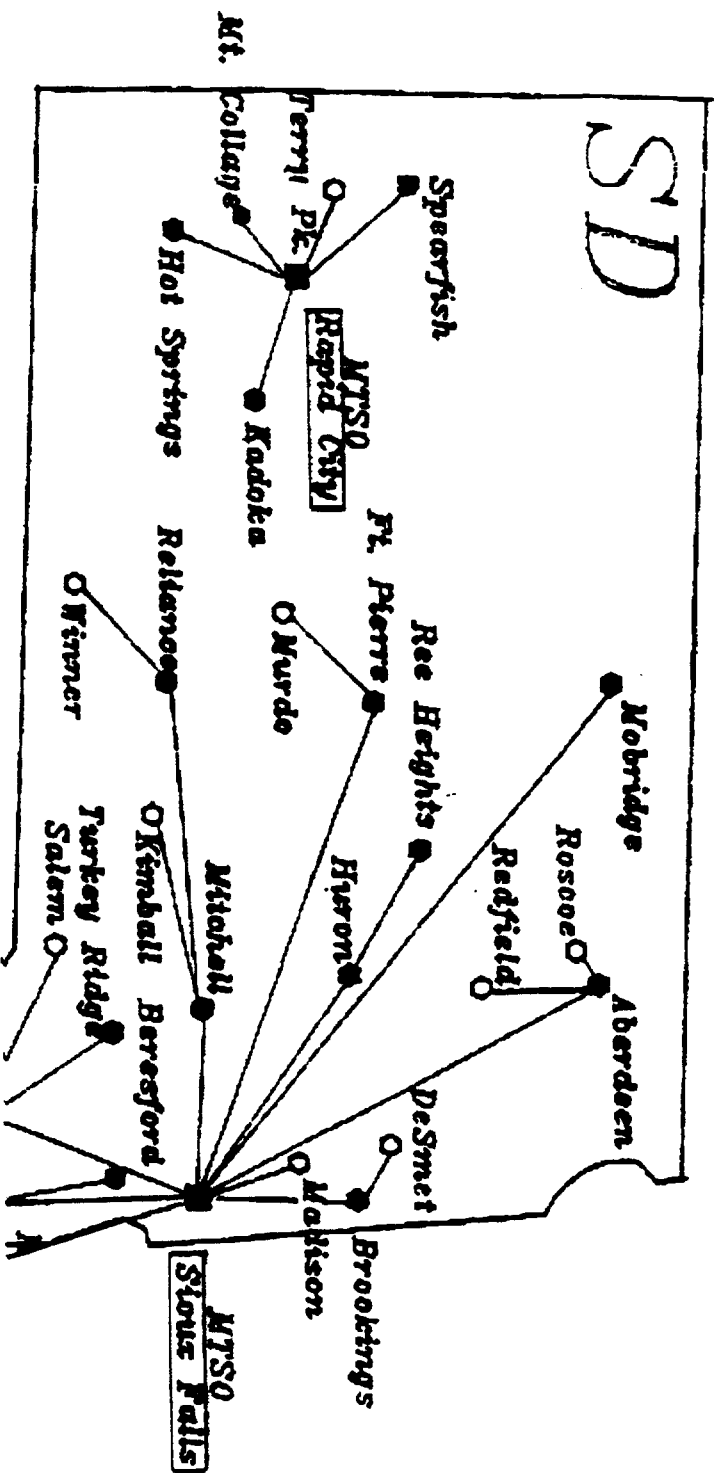 SD
Spearfish
Terry Pk.
Mt. Collage
Hot Springs
MTSO
Rapid City
Kadoka
Mobridge
Roscoe
Aberdeen
Redfield
Ree Heights
Ft. Pierre
Murdo
Huron
Reliance
Winner
Mitchell
Kimball
Turkey Ridge
Salem
Beresford
DeSmet
Brookings
Madison
MTSO
Sioux Falls